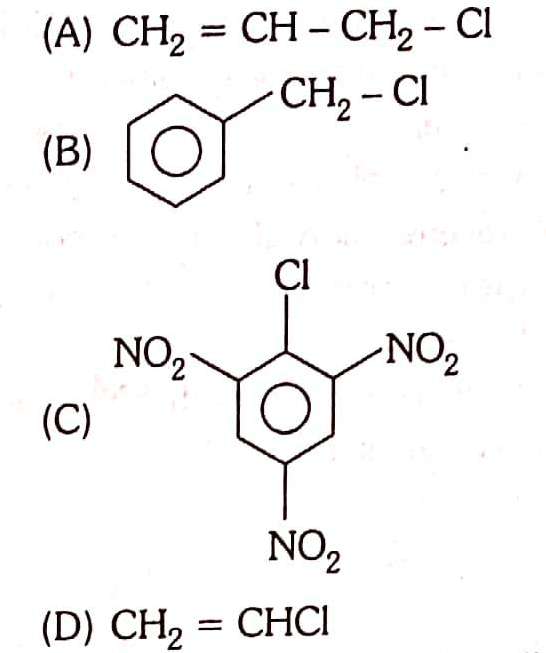 (A) CH₂ = CH – CH₂ – Cl
CH₂ – Cl
(B)
Cl
NO₂ NO₂
(C)
NO₂
(D) CH₂ = CHCl